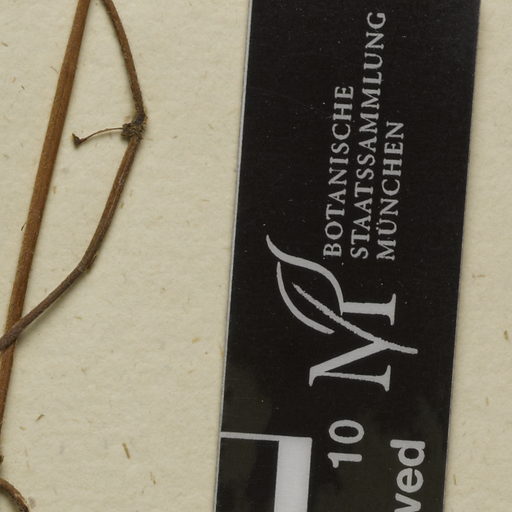 BOTANISCHE
STAATSSAMMLUNG
MÜNCHEN
M
10
ved